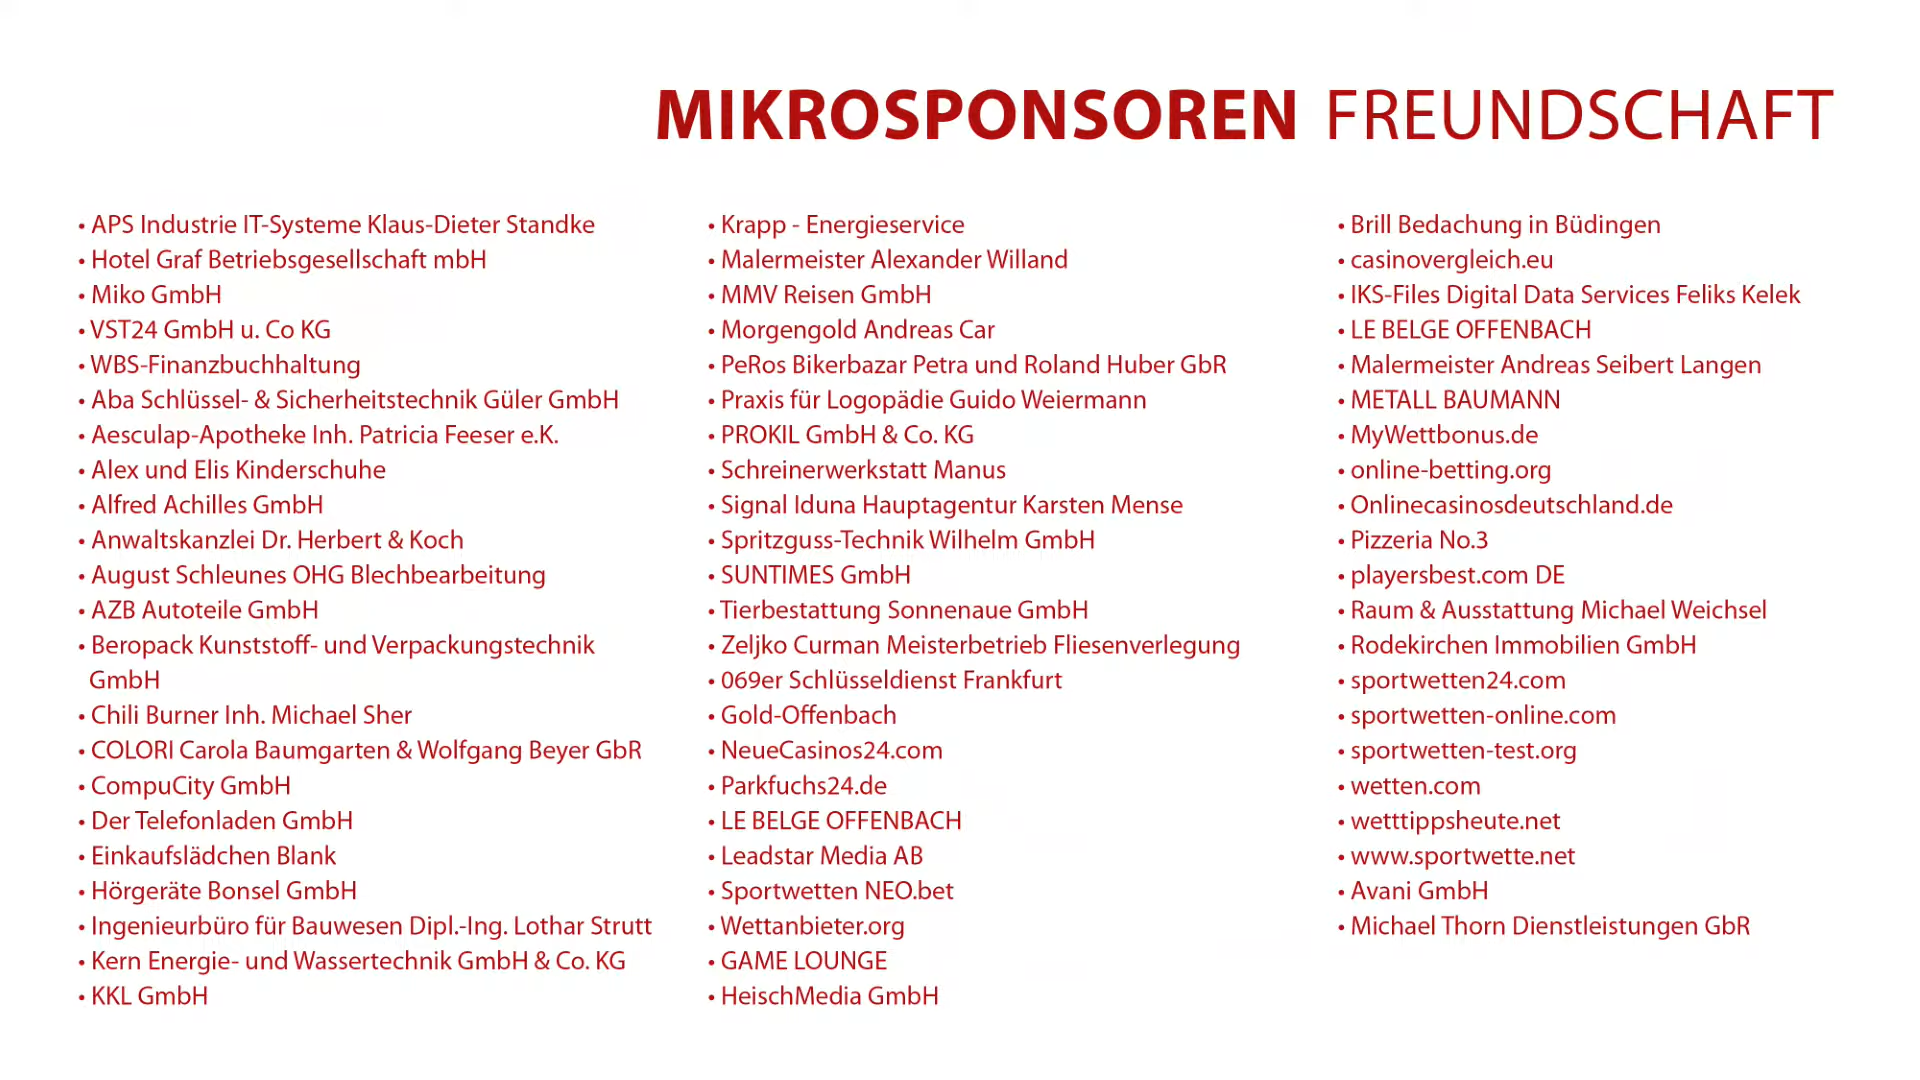 MIKROSPONSOREN FREUNDSCHAFT
• APS Industrie IT-Systeme Klaus-Dieter Standke
• Hotel Graf Betriebsgesellschaft mbH
• Miko GmbH
• VST24 GmbH u. Co KG
• WBS-Finanzbuchhaltung
• Aba Schlüssel- & Sicherheitstechnik Güler GmbH
• Aesculap-Apotheke Inh. Patricia Feeser e.K.
• Alex und Elis Kinderschuhe
• Alfred Achilles GmbH
• Anwaltskanzlei Dr. Herbert & Koch
• August Schleunes OHG Blechbearbeitung
• AZB Autoteile GmbH
• Beropack Kunststoff- und Verpackungstechnik
GmbH
• Chili Burner Inh. Michael Sher
• COLORI Carola Baumgarten & Wolfgang Beyer GbR
• CompuCity GmbH
• Der Telefonladen GmbH
• Einkaufslädchen Blank
• Hörgeräte Bonsel GmbH
• Ingenieurbüro für Bauwesen Dipl.-Ing. Lothar Strutt
• Kern Energie- und Wassertechnik GmbH & Co. KG
• KKL GmbH
• Krapp - Energieservice
• Malermeister Alexander Willand
• MMV Reisen GmbH
• Morgengold Andreas Car
• PeRos Bikerbazar Petra und Roland Huber GbR
• Praxis für Logopädie Guido Weiermann
• PROKIL GmbH & Co. KG
• Schreinerwerkstatt Manus
• Signal Iduna Hauptagentur Karsten Mense
• Spritzguss-Technik Wilhelm GmbH
• SUNTIMES GmbH
• Tierbestattung Sonnenaue GmbH
• Zeljko Curman Meisterbetrieb Fliesenverlegung
• 069er Schlüsseldienst Frankfurt
• Gold-Offenbach
• NeueCasinos24.com
• Parkfuchs24.de
• LE BELGE OFFENBACH
• Leadstar Media AB
• Sportwetten NEO.bet
• Wettanbieter.org
• GAME LOUNGE
• HeischMedia GmbH
• Brill Bedachung in Büdingen
• casinovergleich.eu
• IKS-Files Digital Data Services Feliks Kelek
• LE BELGE OFFENBACH
• Malermeister Andreas Seibert Langen
• METALL BAUMANN
• MyWettbonus.de
• online-betting.org
• Onlinecasinosdeutschland.de
• Pizzeria No.3
• playersbest.com DE
• Raum & Ausstattung Michael Weichsel
• Rodekirchen Immobilien GmbH
• sportwetten24.com
• sportwetten-online.com
• sportwetten-test.org
• wetten.com
• wetttippsheute.net
• www.sportwette.net
• Avani GmbH
• Michael Thorn Dienstleistungen GbR